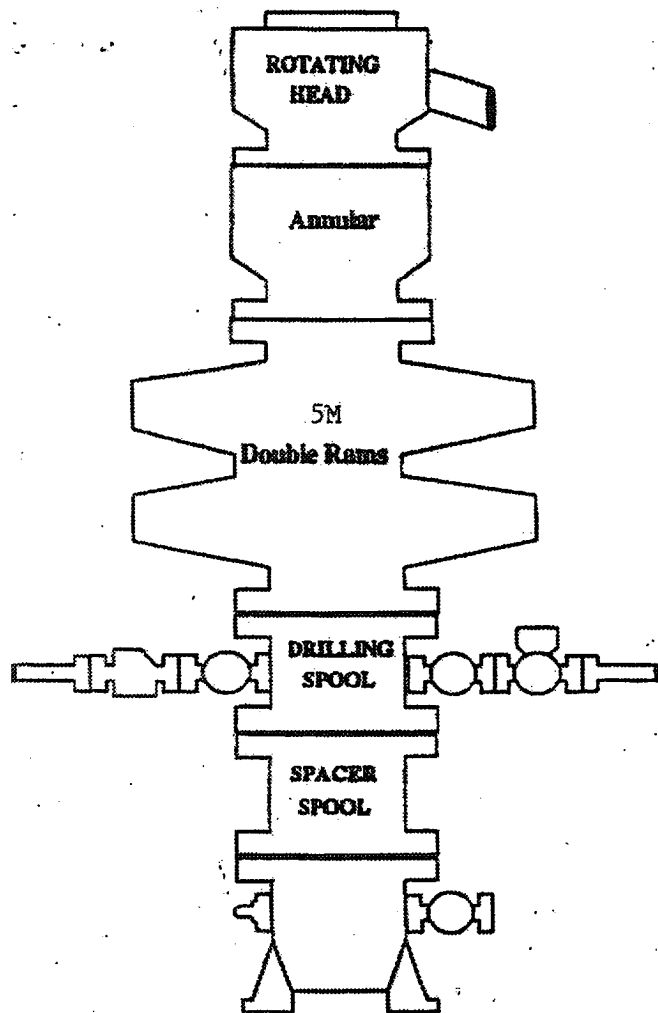 ROTATING
HEAD
Annular
5M
Double Rams
DRILLING
SPOOL
SPACER
SPOOL